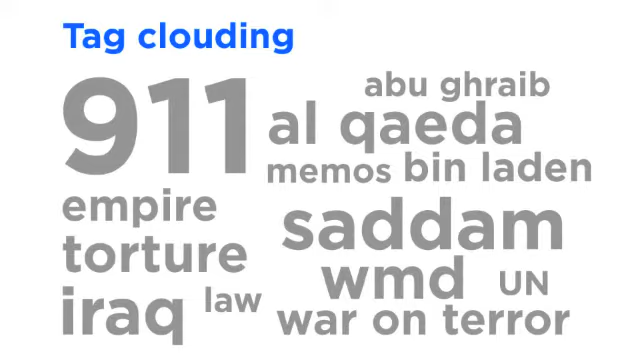 Tag clouding
911
abu ghraib
al qaeda
memos bin laden
empire
saddam
torture
wmd UN
iraq law
war on terror